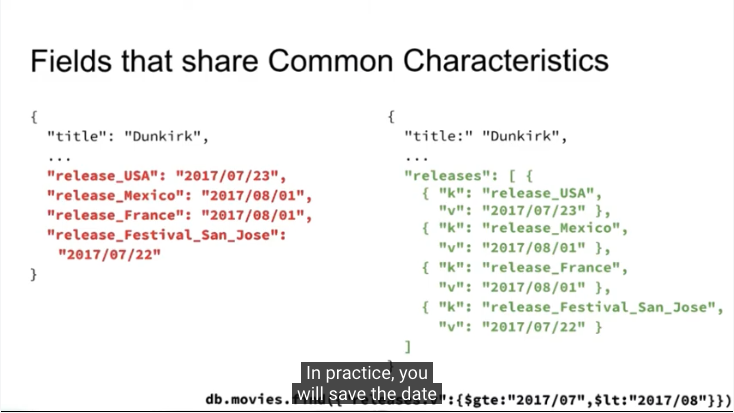 Fields that share Common Characteristics
{
"title": "Dunkirk",
...
"release_USA": "2017/07/23",
"release_Mexico": "2017/08/01",
"release_France": "2017/08/01",
"release_Festival_San_Jose":
"2017/07/22"
}
{
"title:" "Dunkirk",
...
"releases": [ {
{ "k": "release_USA",
"v": "2017/07/23" },
{ "k": "release_Mexico",
"v": "2017/08/01" },
{ "k": "release_France",
"v": "2017/08/01" },
{ "k": "release_Festival_San_Jose",
"v": "2017/07/22" }
]
In practice, you
will save the date
db.movies. :{$gte:"2017/07",$lt:"2017/08"}})